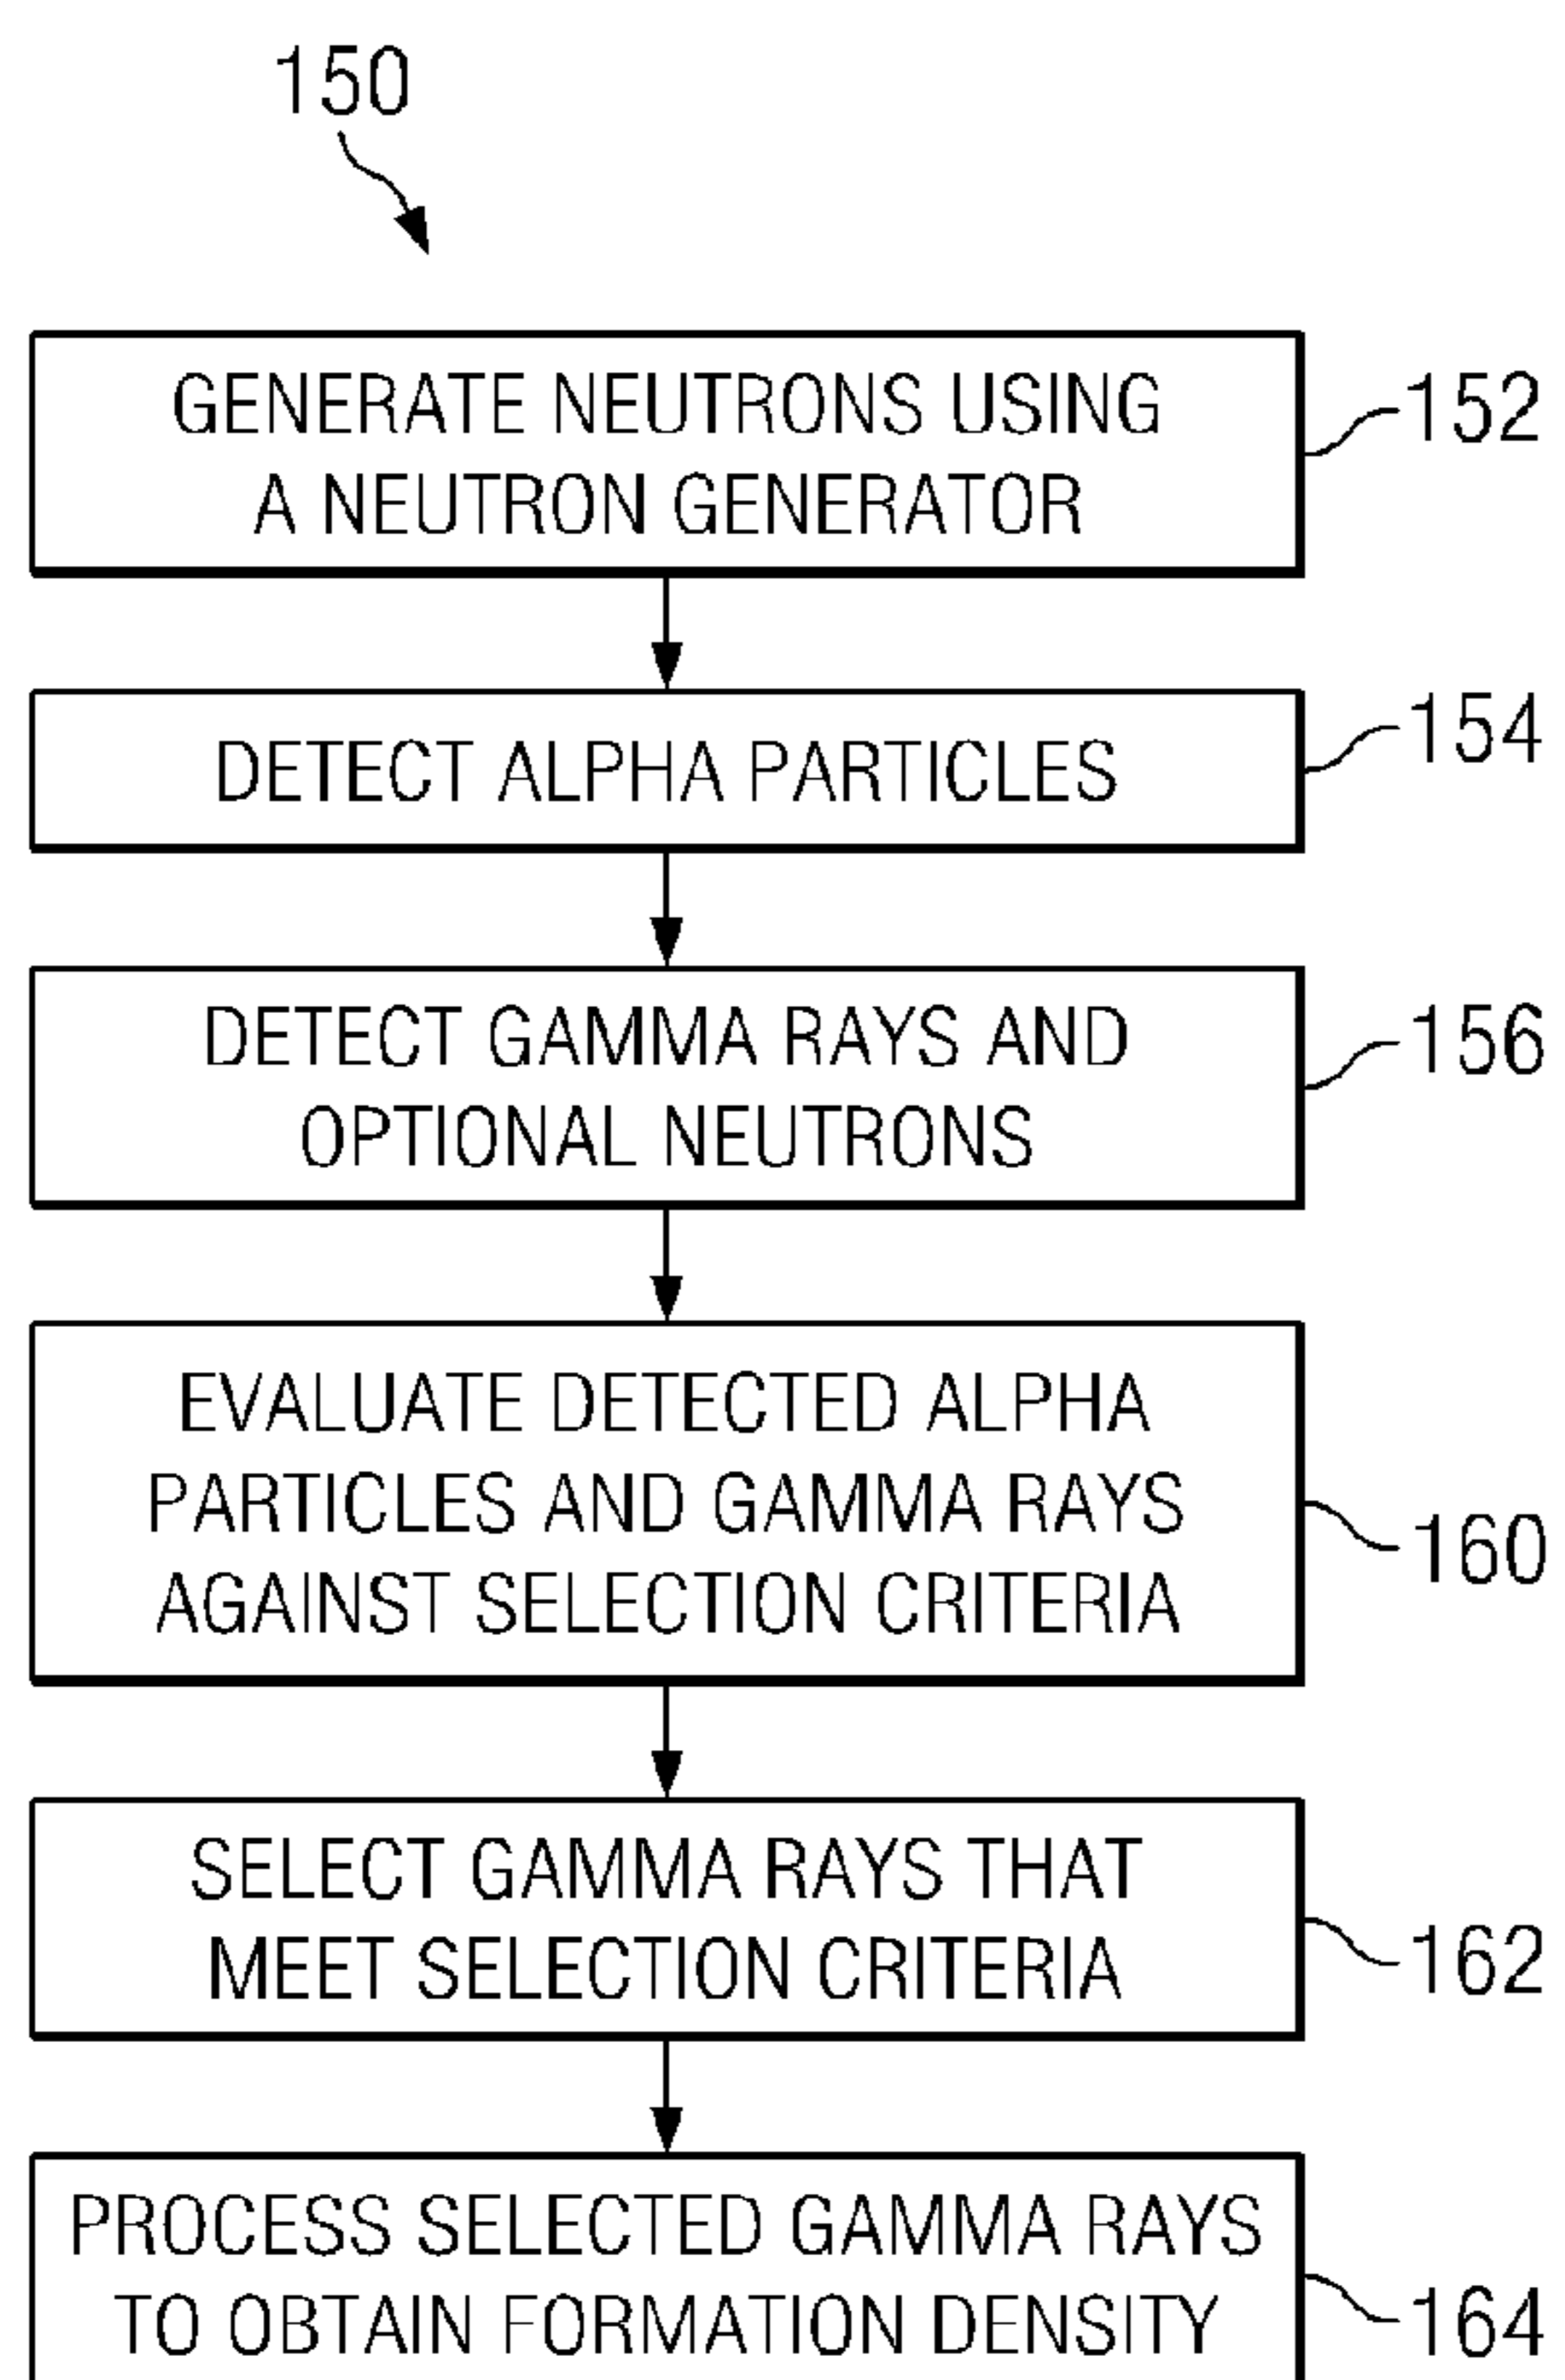 150
GENERATE NEUTRONS USING
A NEUTRON GENERATOR
152
DETECT ALPHA PARTICLES
154
DETECT GAMMA RAYS AND
OPTIONAL NEUTRONS
156
EVALUATE DETECTED ALPHA
PARTICLES AND GAMMA RAYS
AGAINST SELECTION CRITERIA
160
SELECT GAMMA RAYS THAT
MEET SELECTION CRITERIA
162
PROCESS SELECTED GAMMA RAYS
TO OBTAIN FORMATION DENSITY
164